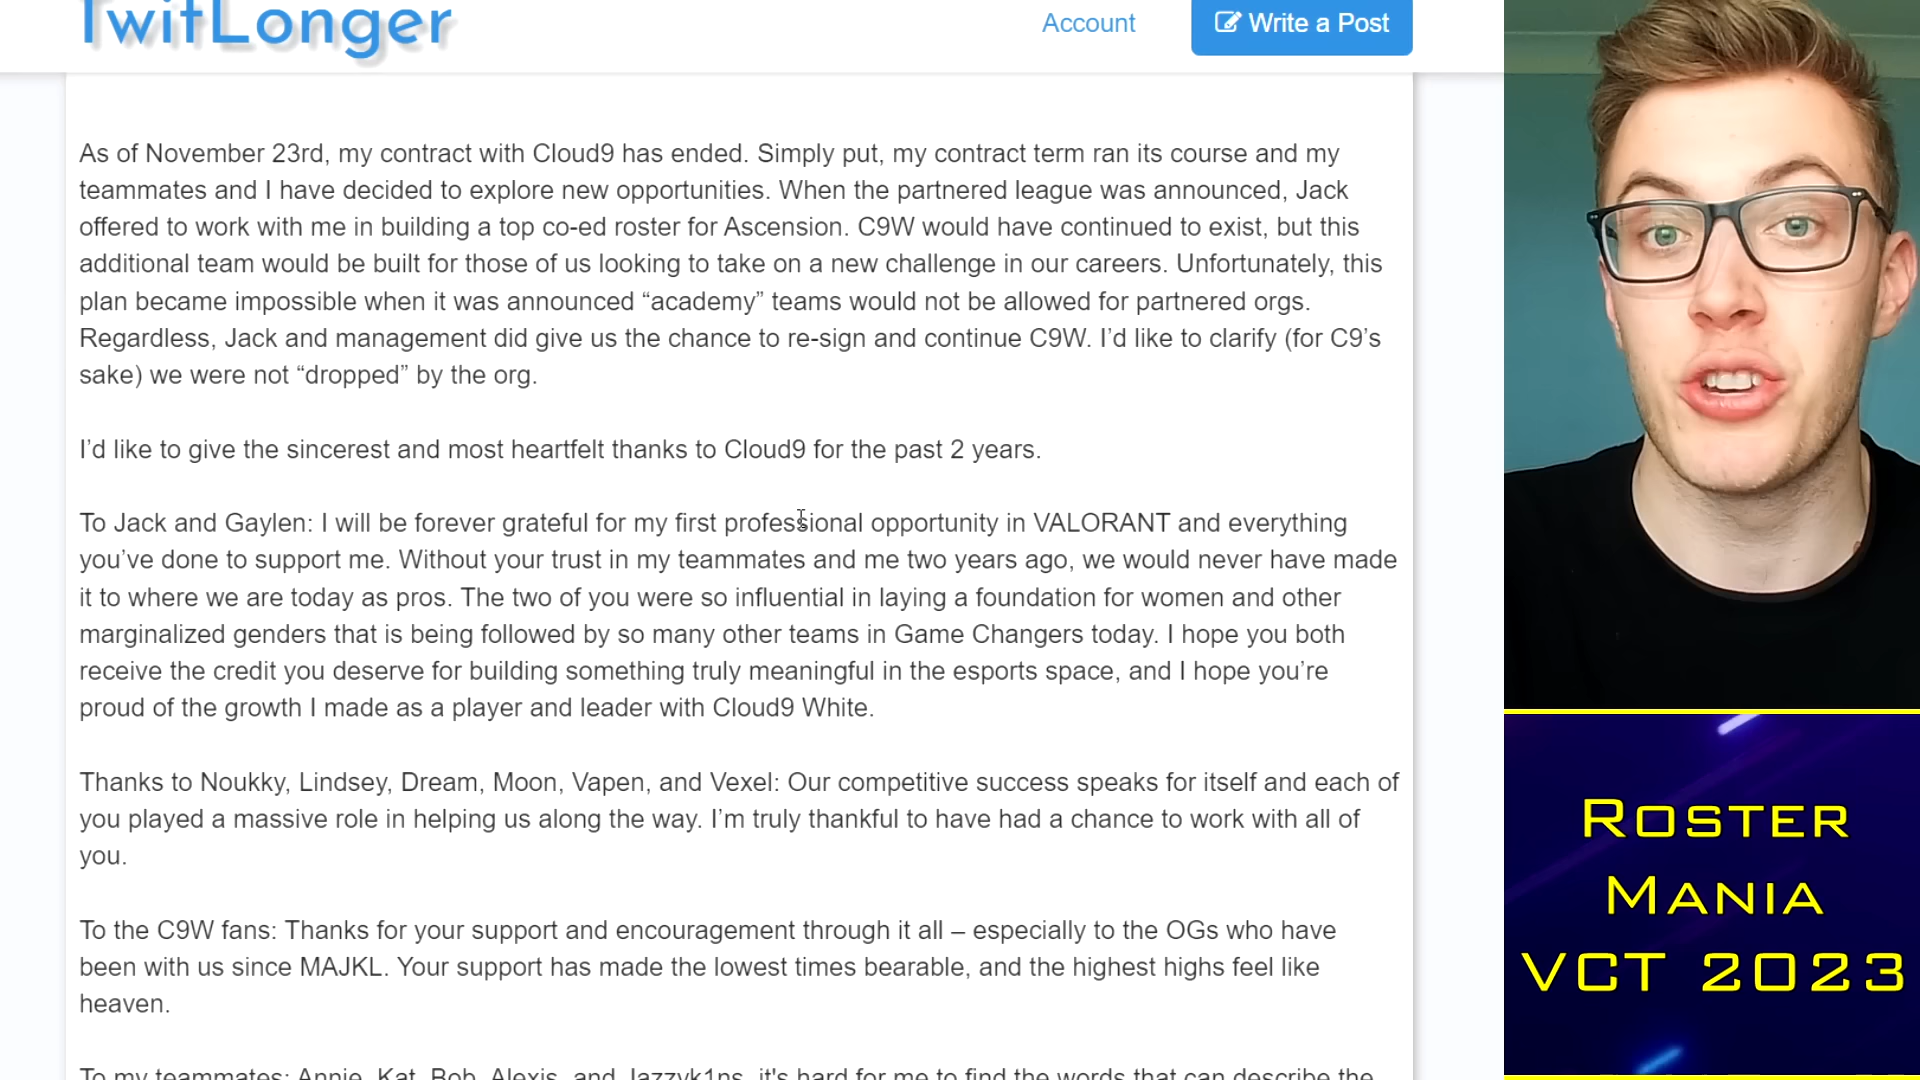 TwitLonger
Account
Write a Post
As of November 23rd, my contract with Cloud9 has ended. Simply put, my contract term ran its course and my
teammates and I have decided to explore new opportunities. When the partnered league was announced, Jack
offered to work with me in building a top co-ed roster for Ascension. C9W would have continued to exist, but this
additional team would be built for those of us looking to take on a new challenge in our careers. Unfortunately, this
plan became impossible when it was announced “academy” teams would not be allowed for partnered orgs.
Regardless, Jack and management did give us the chance to re-sign and continue C9W. I’d like to clarify (for C9’s
sake) we were not “dropped” by the org.
I’d like to give the sincerest and most heartfelt thanks to Cloud9 for the past 2 years.
To Jack and Gaylen: I will be forever grateful for my first professional opportunity in VALORANT and everything
you’ve done to support me. Without your trust in my teammates and me two years ago, we would never have made
it to where we are today as pros. The two of you were so influential in laying a foundation for women and other
marginalized genders that is being followed by so many other teams in Game Changers today. I hope you both
receive the credit you deserve for building something truly meaningful in the esports space, and I hope you’re
proud of the growth I made as a player and leader with Cloud9 White.
Thanks to Noukky, Lindsey, Dream, Moon, Vapen, and Vexel: Our competitive success speaks for itself and each of
you played a massive role in helping us along the way. I’m truly thankful to have had a chance to work with all of
you.
To the C9W fans: Thanks for your support and encouragement through it all – especially to the OGs who have
been with us since MAJKL. Your support has made the lowest times bearable, and the highest highs feel like
heaven.
To my teammates: Annie, Kat, Bob, Alexis, and Jazzyk1ns, it's hard for me to find the words that can describe the
ROSTER
MANIA
VCT 2023